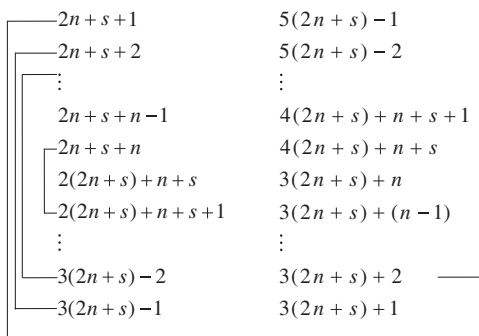 2n + s + 1 5(2n + s) − 1
2n + s + 2 5(2n + s) − 2
⋮ ⋮
2n + s + n − 1 4(2n + s) + n + s + 1
2n + s + n 4(2n + s) + n + s
2(2n + s) + n + s 3(2n + s) + n
2(2n + s) + n + s + 1 3(2n + s) + (n − 1)
⋮ ⋮
3(2n + s) − 2 3(2n + s) + 2
3(2n + s) − 1 3(2n + s) + 1